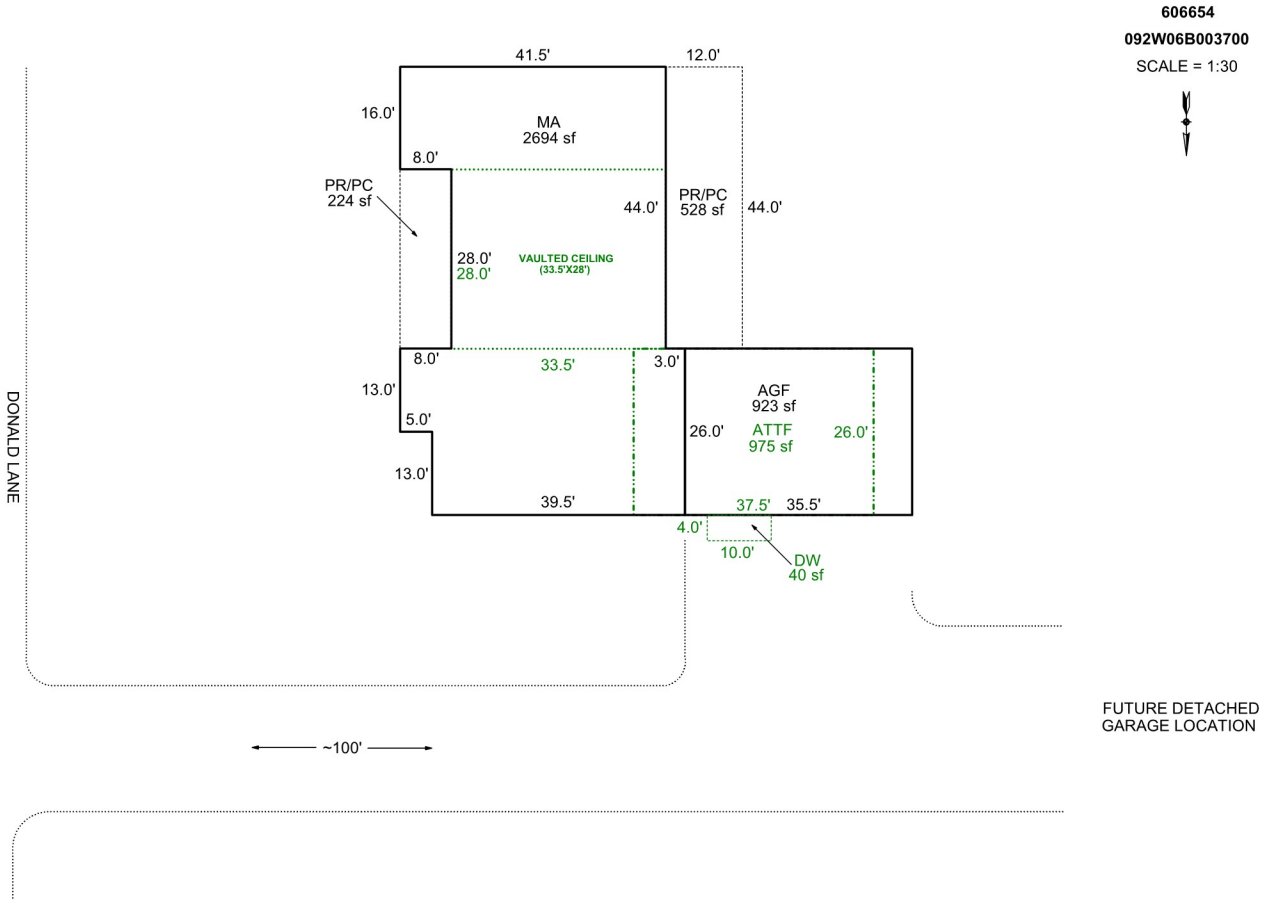 606654
092W06B003700
SCALE = 1:30
41.5'
12.0'
16.0'
MA
2694 sf
8.0'
PR/PC
224 sf
PR/PC
528 sf
44.0'
44.0'
28.0'
28.0'
VAULTED CEILING
(33.5'X28')
8.0'
33.5'
3.0'
13.0'
5.0'
AGF
923 sf
ATTF
975 sf
26.0'
26.0'
DONALD LANE
13.0'
39.5'
37.5'
35.5'
4.0'
10.0'
DW
40 sf
FUTURE DETACHED
GARAGE LOCATION
~100'